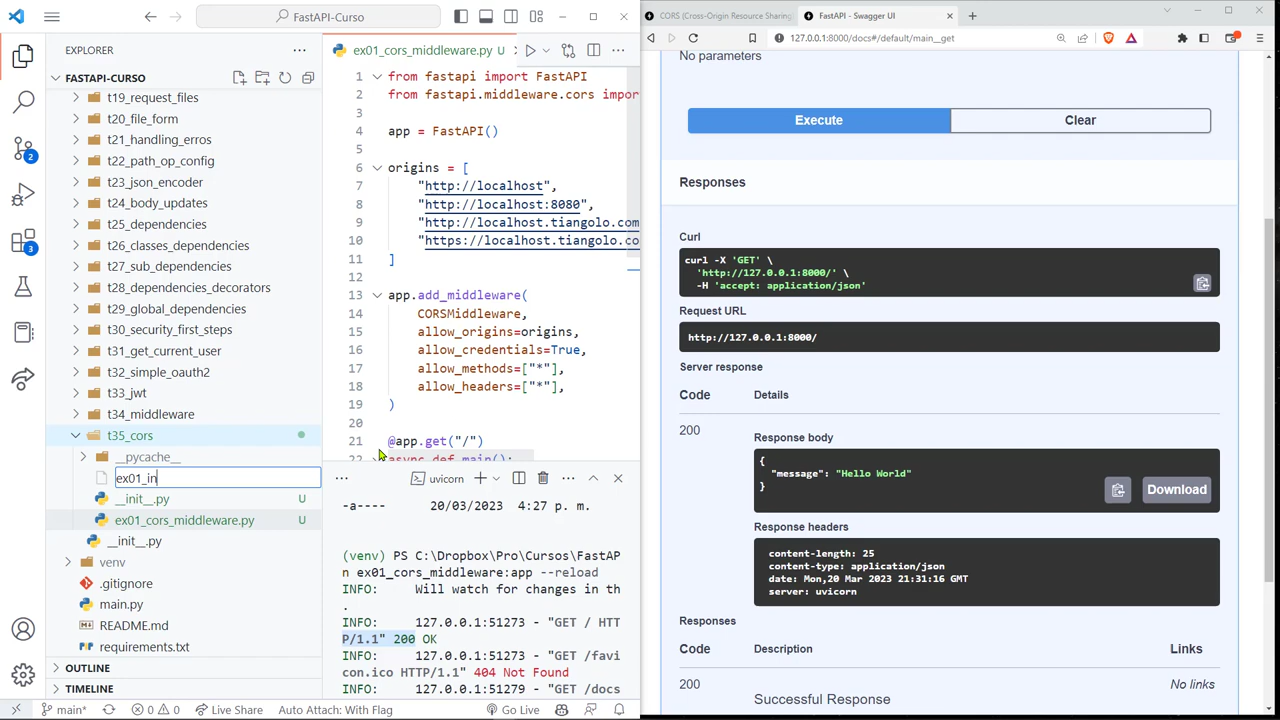 FastAPI-Curso
EXPLORER
FASTAPI-CURSO
t19_request_files
t20_file_form
t21_handling_erros
t22_path_op_config
t23_json_encoder
t24_body_updates
t25_dependencies
t26_classes_dependencies
t27_sub_dependencies
t28_dependencies_decorators
t29_global_dependencies
t30_security_first_steps
t31_get_current_user
t32_simple_oauth2
t33_jwt
t34_middleware
t35_cors
__pycache__
ex01_in
__init__.py U
ex01_cors_middleware.py U
__init__.py
venv
.gitignore
main.py
README.md
requirements.txt
OUTLINE
TIMELINE
2
3
ex01_cors_middleware.py U
1 from fastapi import FastAPI
2 from fastapi.middleware.cors impor
3
4 app = FastAPI()
5
6 origins = [
7 "http://localhost",
8 "http://localhost:8080",
9 "http://localhost.tiangolo.com
10 "https://localhost.tiangolo.co
11 ]
12
13 app.add_middleware(
14 CORSMiddleware,
15 allow_origins=origins,
16 allow_credentials=True,
17 allow_methods=["*"],
18 allow_headers=["*"],
19 )
20
21 @app.get("/")
22 async def main():
uvicorn
-a---- 20/03/2023 4:27 p. m.
(venv) PS C:\Dropbox\Pro\Cursos\FastAP
n ex01_cors_middleware:app --reload
INFO: Will watch for changes in th
.
INFO: 127.0.0.1:51273 - "GET / HTT
P/1.1" 200 OK
INFO: 127.0.0.1:51273 - "GET /favi
con.ico HTTP/1.1" 404 Not Found
INFO: 127.0.0.1:51279 - "GET /docs
main* 0 0 Live Share Auto Attach: With Flag Go Live
CORS (Cross-Origin Resource Sharing
FastAPI - Swagger UI
127.0.0.1:8000/docs#/default/main__get
No parameters
Execute Clear
Responses
Curl
curl -X 'GET' \
'http://127.0.0.1:8000/' \
-H 'accept: application/json'
Request URL
http://127.0.0.1:8000/
Server response
Code Details
200
Response body
{
"message": "Hello World"
}
Download
Response headers
content-length: 25
content-type: application/json
date: Mon,20 Mar 2023 21:31:16 GMT
server: uvicorn
Responses
Code Description Links
200 No links
Successful Response